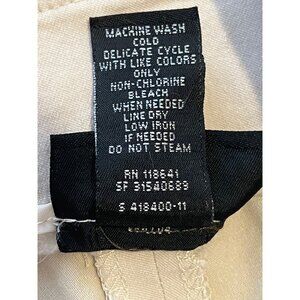 MACHINE WASH
COLD
DELICATE CYCLE
WITH LIKE COLORS
ONLY
NON-CHLORINE
BLEACH
WHEN NEEDED
LINE DRY
LOW IRON
IF NEEDED
DO NOT STEAM
RN 118641
SF 31540689
S 418400-11